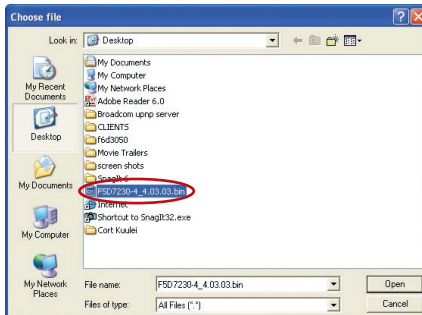 Choose file
Look in: Desktop
My Recent Documents
Desktop
My Documents
My Computer
My Network Places
My Documents
My Computer
My Network Places
Adobe Reader 6.0
Broadcom upnp server
CLIENTS
f6d3050
Movie Trailers
screen shots
SnagIt 6
F5D7230-4_4.03.03.bin
Internet
Shortcut to SnagIt32.exe
Cort Kuulei
File name: F5D7230-4_4.03.03.bin Open
Files of type: All Files (*.*) Cancel